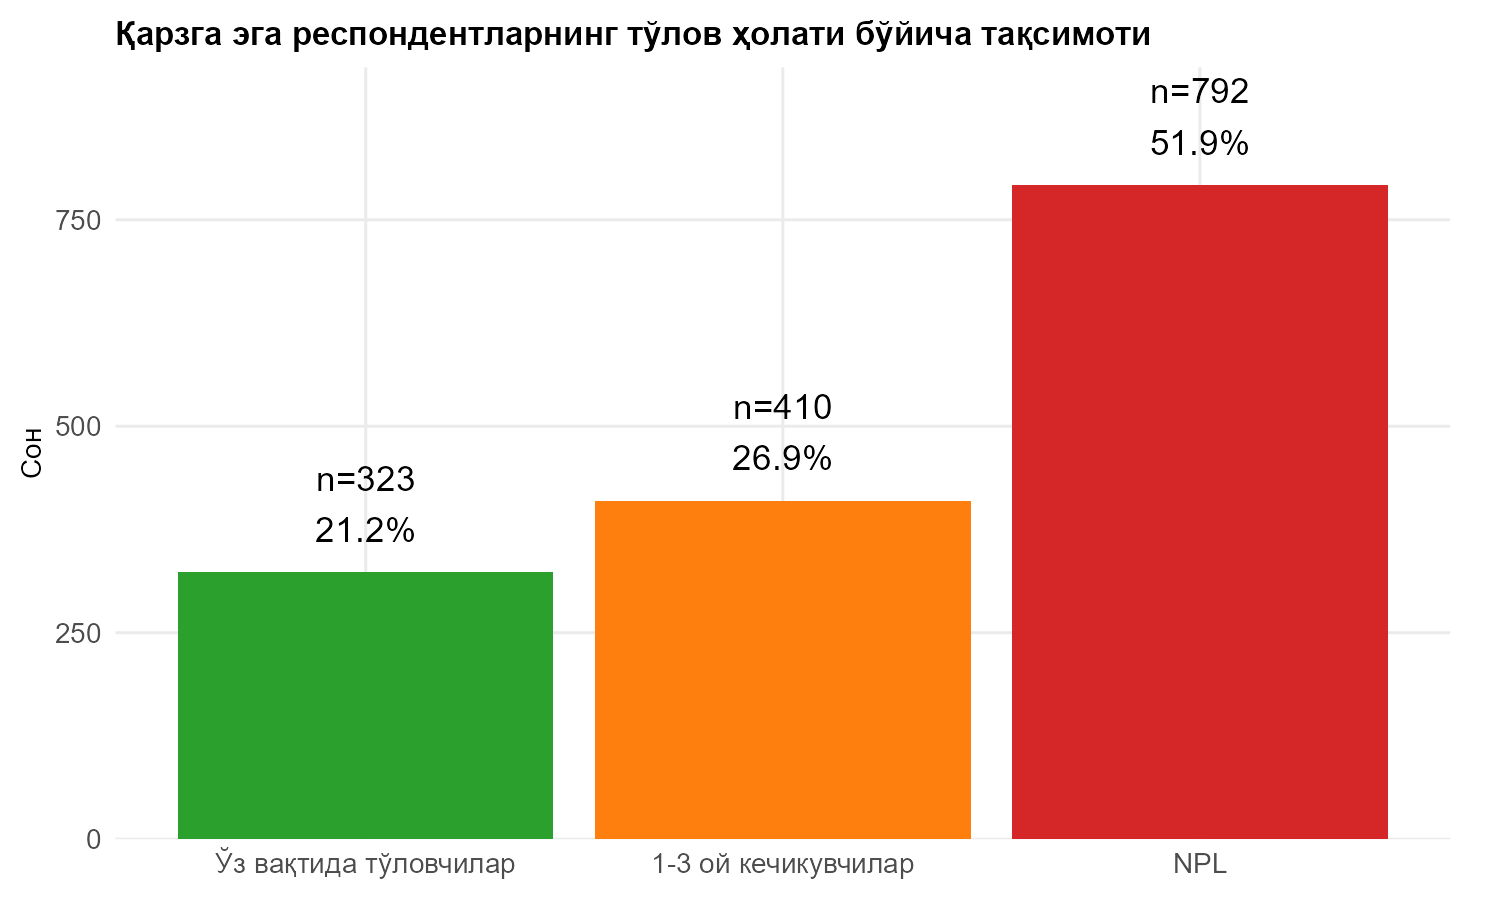 Қарзга эга респондентларнинг тўлов ҳолати бўйича тақсимоти
n=792
51.9%
750
n=410
500
26.9%
Сон
n=323
21.2%
250
0
Ўз вақтида тўловчилар
1-3 ой кечикувчилар
NPL